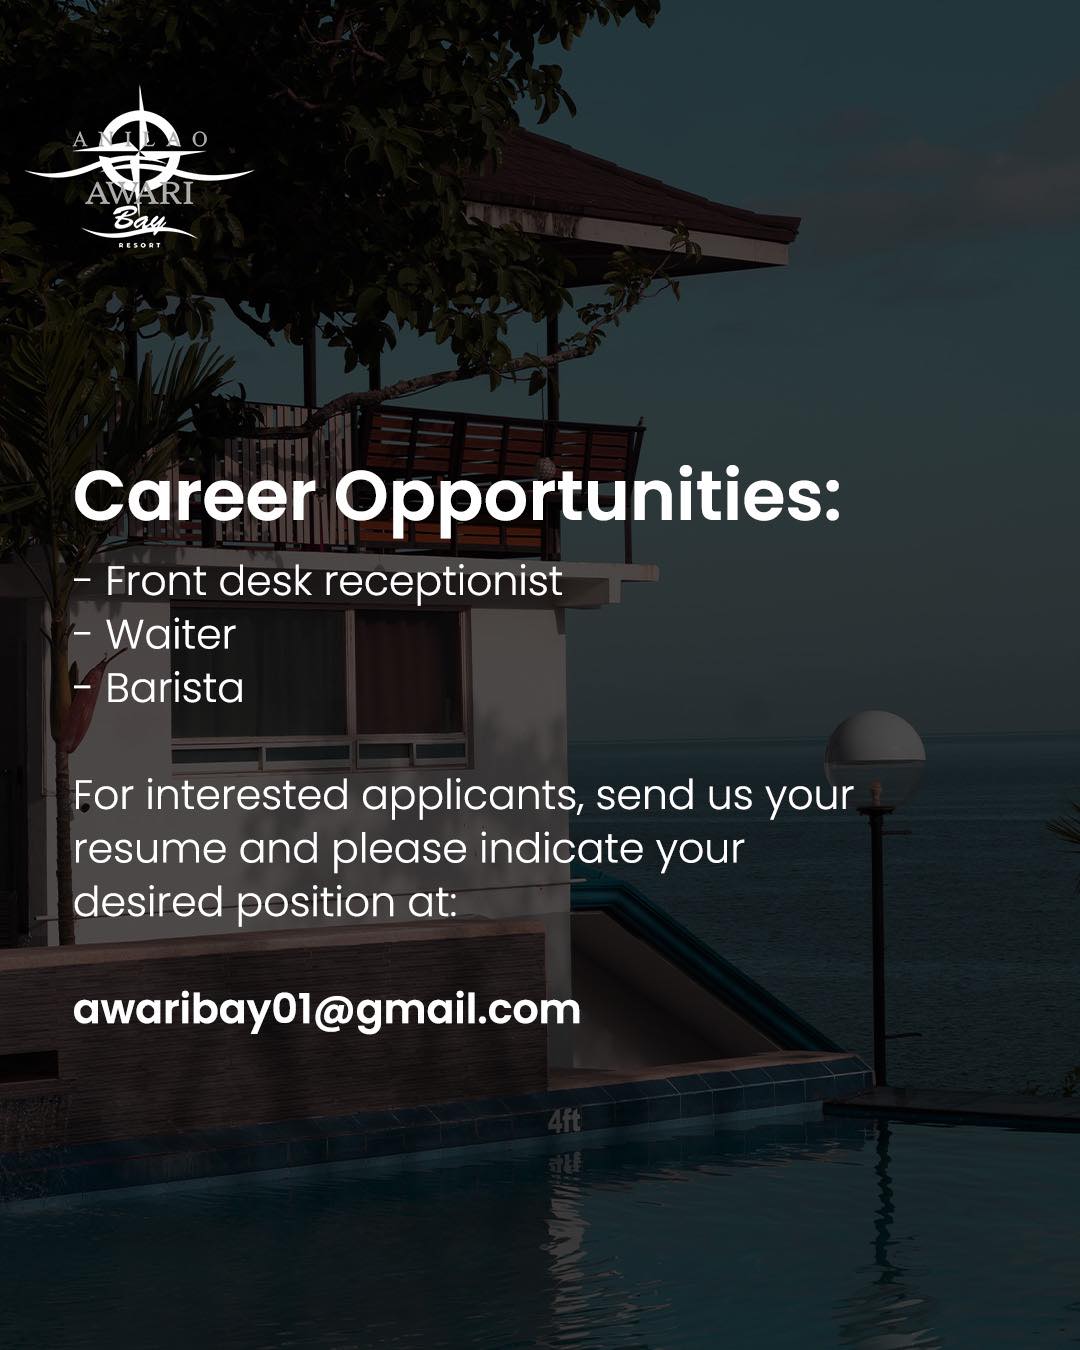 ANILAO
AWARI
Bay
RESORT
Career Opportunities:
- Front desk receptionist
- Waiter
- Barista
For interested applicants, send us your
resume and please indicate your
desired position at:
awaribay01@gmail.com
4ft